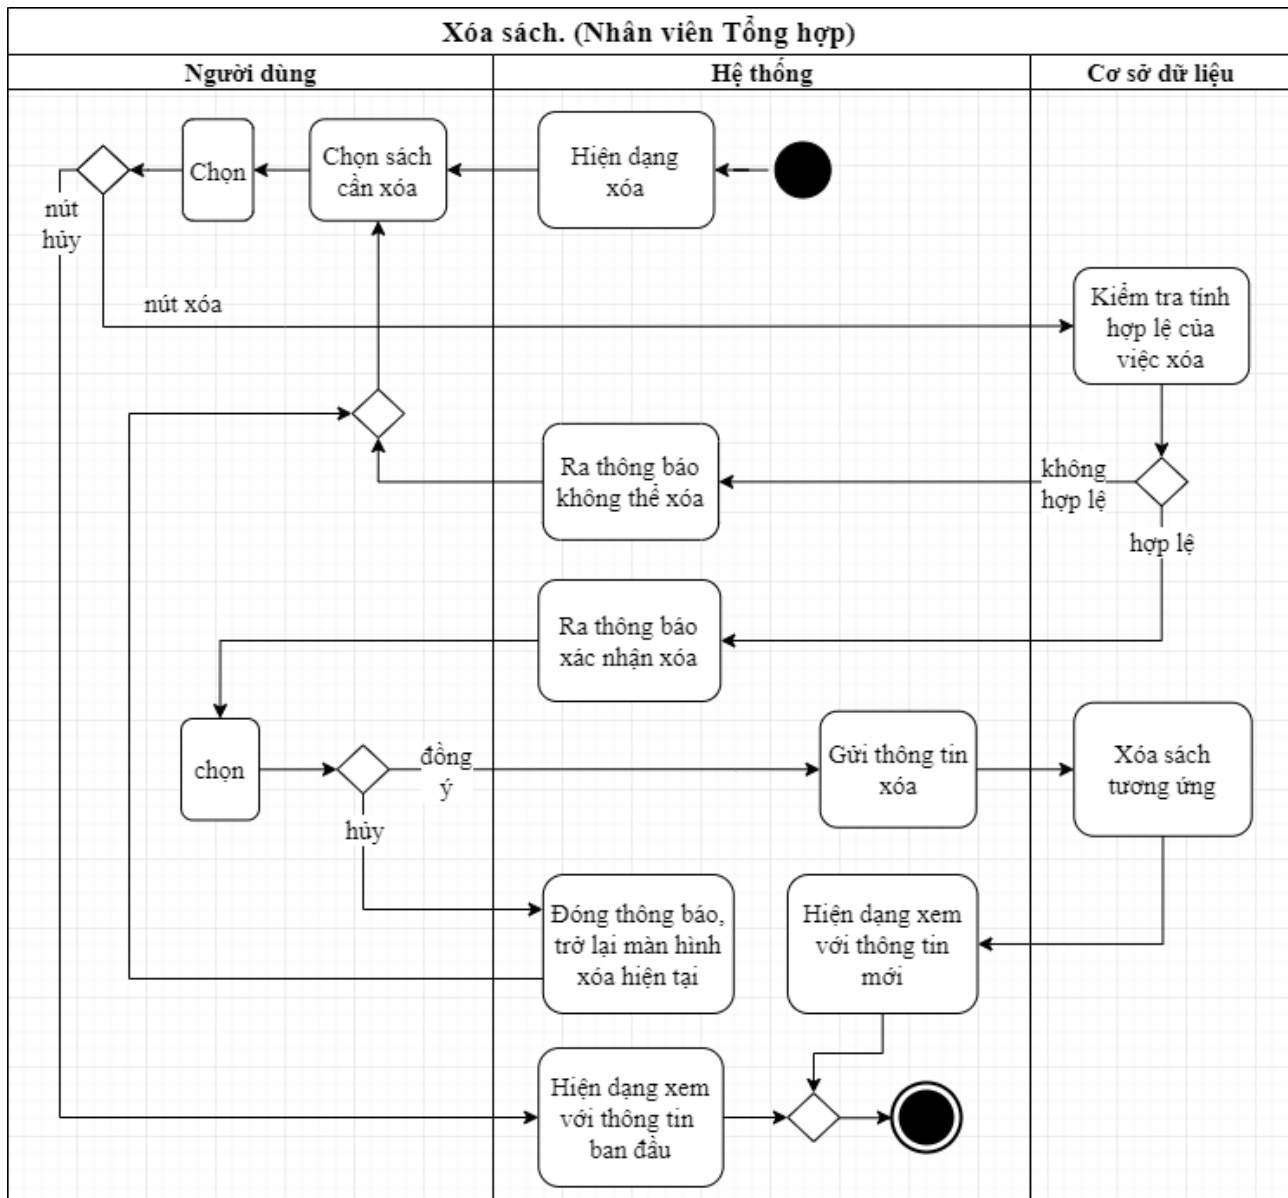 Xóa sách. (Nhân viên Tổng hợp)
Người dùng
Hệ thống
Cơ sở dữ liệu
Chọn
Chọn sách
cần xóa
Hiện dạng
xóa
nút
hủy
nút xóa
Kiểm tra tính
hợp lệ của
việc xóa
Ra thông báo
không thể xóa
không
hợp lệ
hợp lệ
Ra thông báo
xác nhận xóa
chọn
đồng
ý
Gửi thông tin
xóa
Xóa sách
tương ứng
hủy
Đóng thông báo,
trở lại màn hình
xóa hiện tại
Hiện dạng xem
với thông tin
mới
Hiện dạng xem
với thông tin
ban đầu